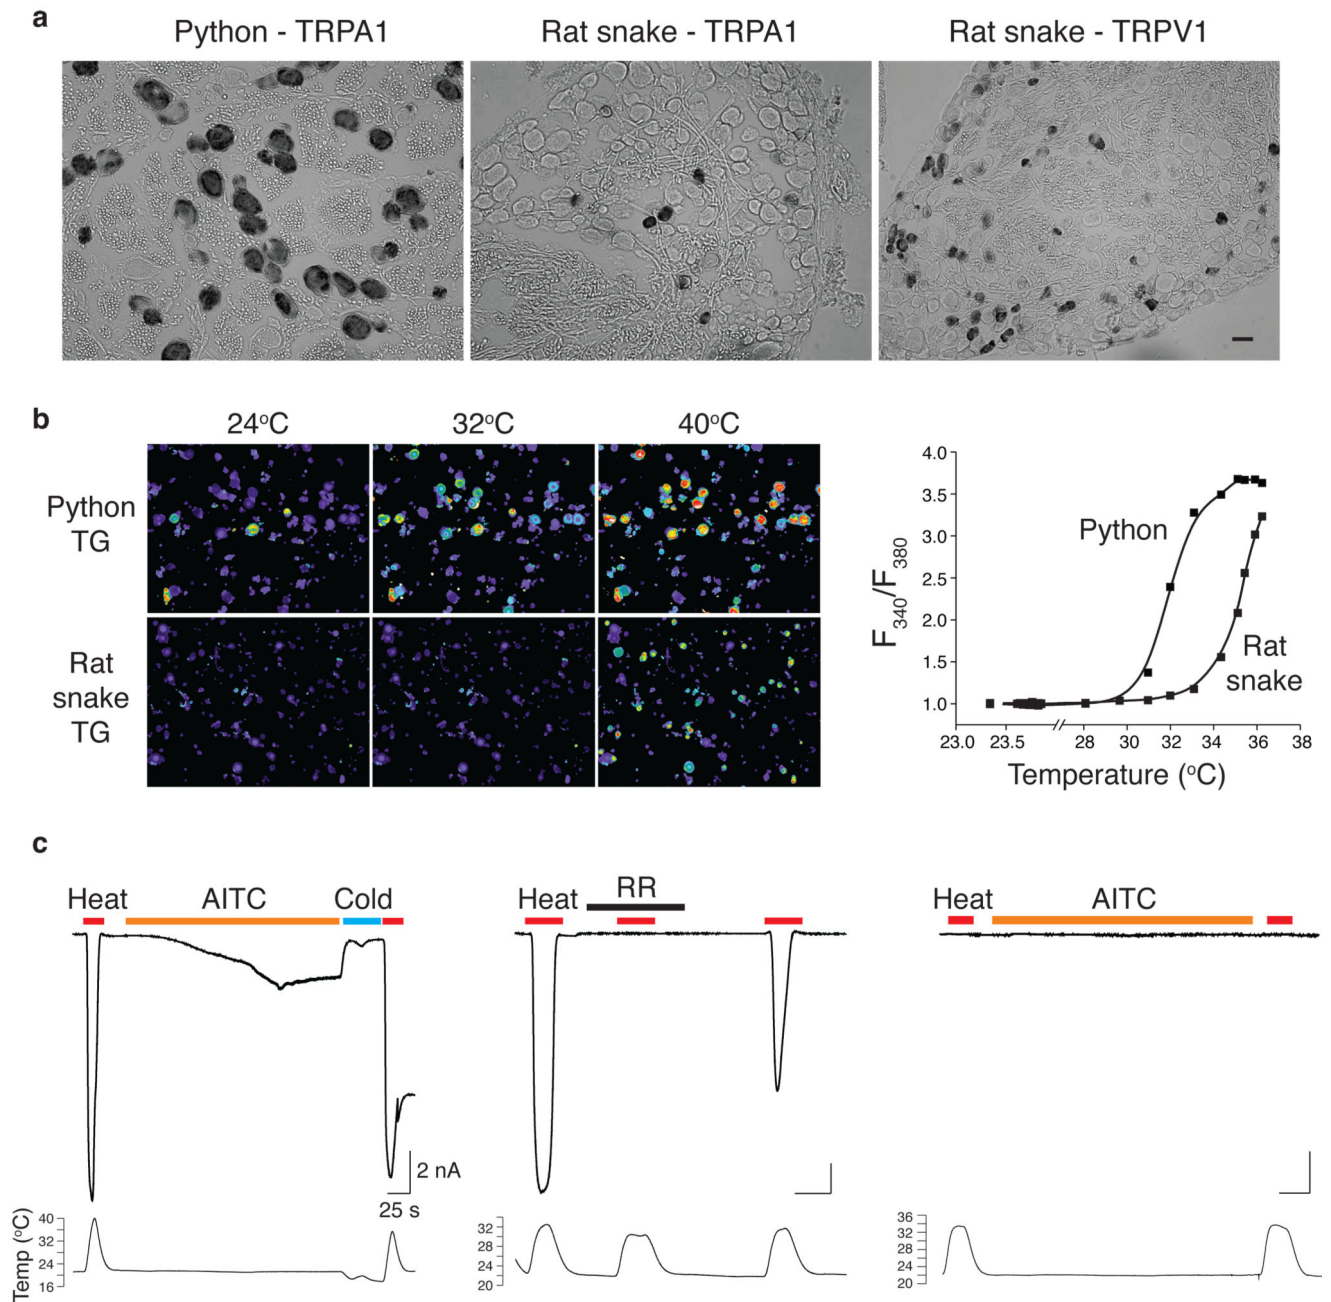 a
Python - TRPA1
Rat snake - TRPA1
Rat snake - TRPV1
b
24°C
32°C
40°C
Python
TG
Rat
snake
TG
4.0
3.5
3.0
2.5
2.0
1.5
1.0
F340/F380
Python
Rat
snake
23.0
23.5
28
30
32
34
36
38
Temperature (°C)
c
Heat
AITC
Cold
2 nA
25 s
Temp (°C)
40
32
24
16
Heat
RR
32
28
24
20
Heat
AITC
36
32
28
24
20